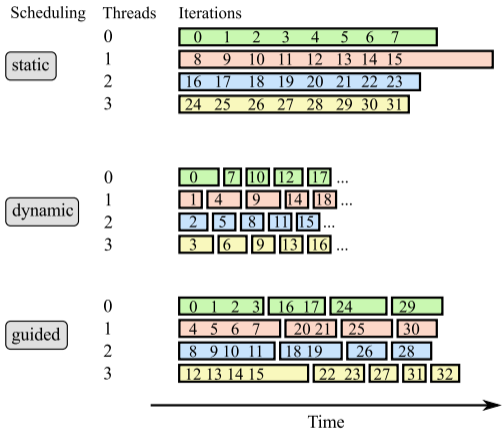 Scheduling Threads Iterations
0 0 1 2 3 4 5 6 7
static 1 8 9 10 11 12 13 14 15
2 16 17 18 19 20 21 22 23
3 24 25 26 27 28 29 30 31
0 0 7 10 12 17 ...
1 1 4 9 14 18 ...
dynamic 2 2 5 8 11 15 ...
3 3 6 9 13 16 ...
0 0 1 2 3 16 17 24 29
guided 1 4 5 6 7 20 21 25 30
2 8 9 10 11 18 19 26 28
3 12 13 14 15 22 23 27 31 32
Time